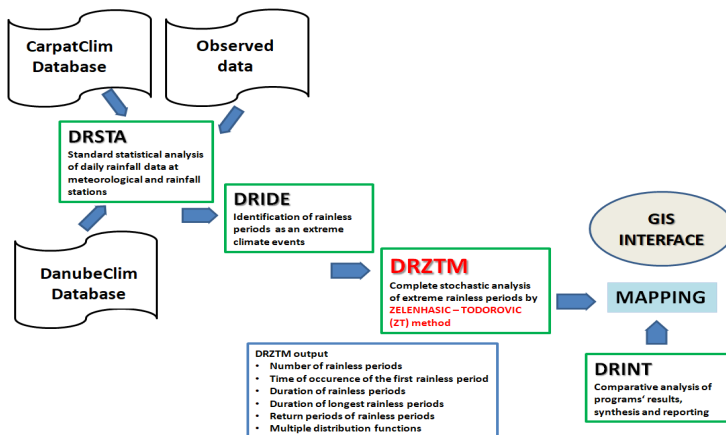 CarpatClim
Database
Observed
data
DRSTA
Standard statistical analysis
of daily rainfall data at
meteorological and rainfall
stations
DRIDE
Identification of rainless
periods as an extreme
climate events
DanubeClim
Database
DRZTM
Complete stochastic analysis
of extreme rainless periods by
ZELENHASIC – TODOROVIC
(ZT) method
GIS
INTERFACE
MAPPING
DRINT
Comparative analysis of
programs' results,
synthesis and reporting
DRZTM output
• Number of rainless periods
• Time of occurence of the first rainless period
• Duration of rainless periods
• Duration of longest rainless periods
• Return periods of rainless periods
• Multiple distribution functions